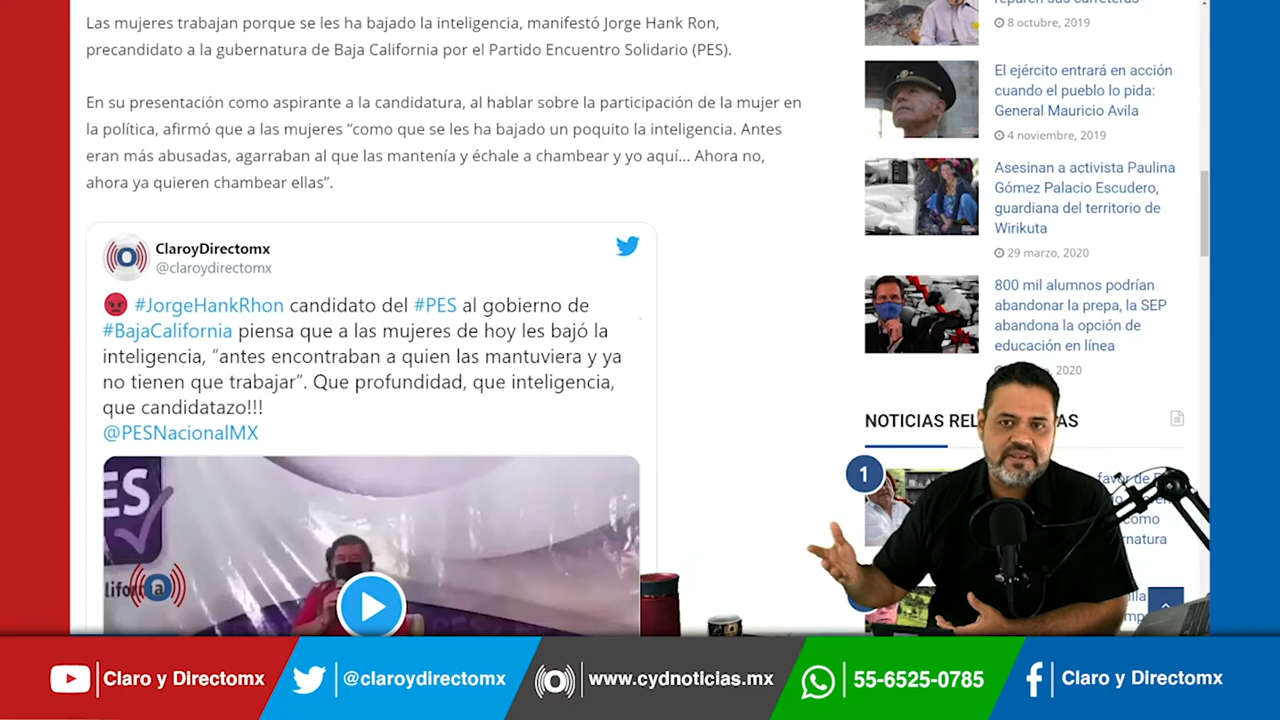 Las mujeres trabajan porque se les ha bajado la inteligencia, manifestó Jorge Hank Ron,
precandidato a la gubernatura de Baja California por el Partido Encuentro Solidario (PES).
En su presentación como aspirante a la candidatura, al hablar sobre la participación de la mujer en
la política, afirmó que a las mujeres “como que se les ha bajado un poquito la inteligencia. Antes
eran más abusadas, agarraban al que las mantenía y échale a chambear y yo aquí... Ahora no,
ahora ya quieren chambear ellas”.
ClaroyDirectomx
@claroydirectomx
#JorgeHankRhon candidato del #PES al gobierno de
#BajaCalifornia piensa que a las mujeres de hoy les bajó la
inteligencia, “antes encontraban a quien las mantuviera y ya
no tienen que trabajar”. Que profundidad, que inteligencia,
que candidatazo!!!
@PESNacionalMX
ES
8 octubre, 2019
El ejército entrará en acción
cuando el pueblo lo pida:
General Mauricio Avila
4 noviembre, 2019
Asesinan a activista Paulina
Gómez Palacio Escudero,
guardiana del territorio de
Wirikuta
29 marzo, 2020
800 mil alumnos podrían
abandonar la prepa, la SEP
abandona la opción de
educación en línea
2020
NOTICIAS REL AS
1
favor de
como
Claro y Directomx
@claroydirectomx
www.cydnoticias.mx
55-6525-0785
Claro y Directomx